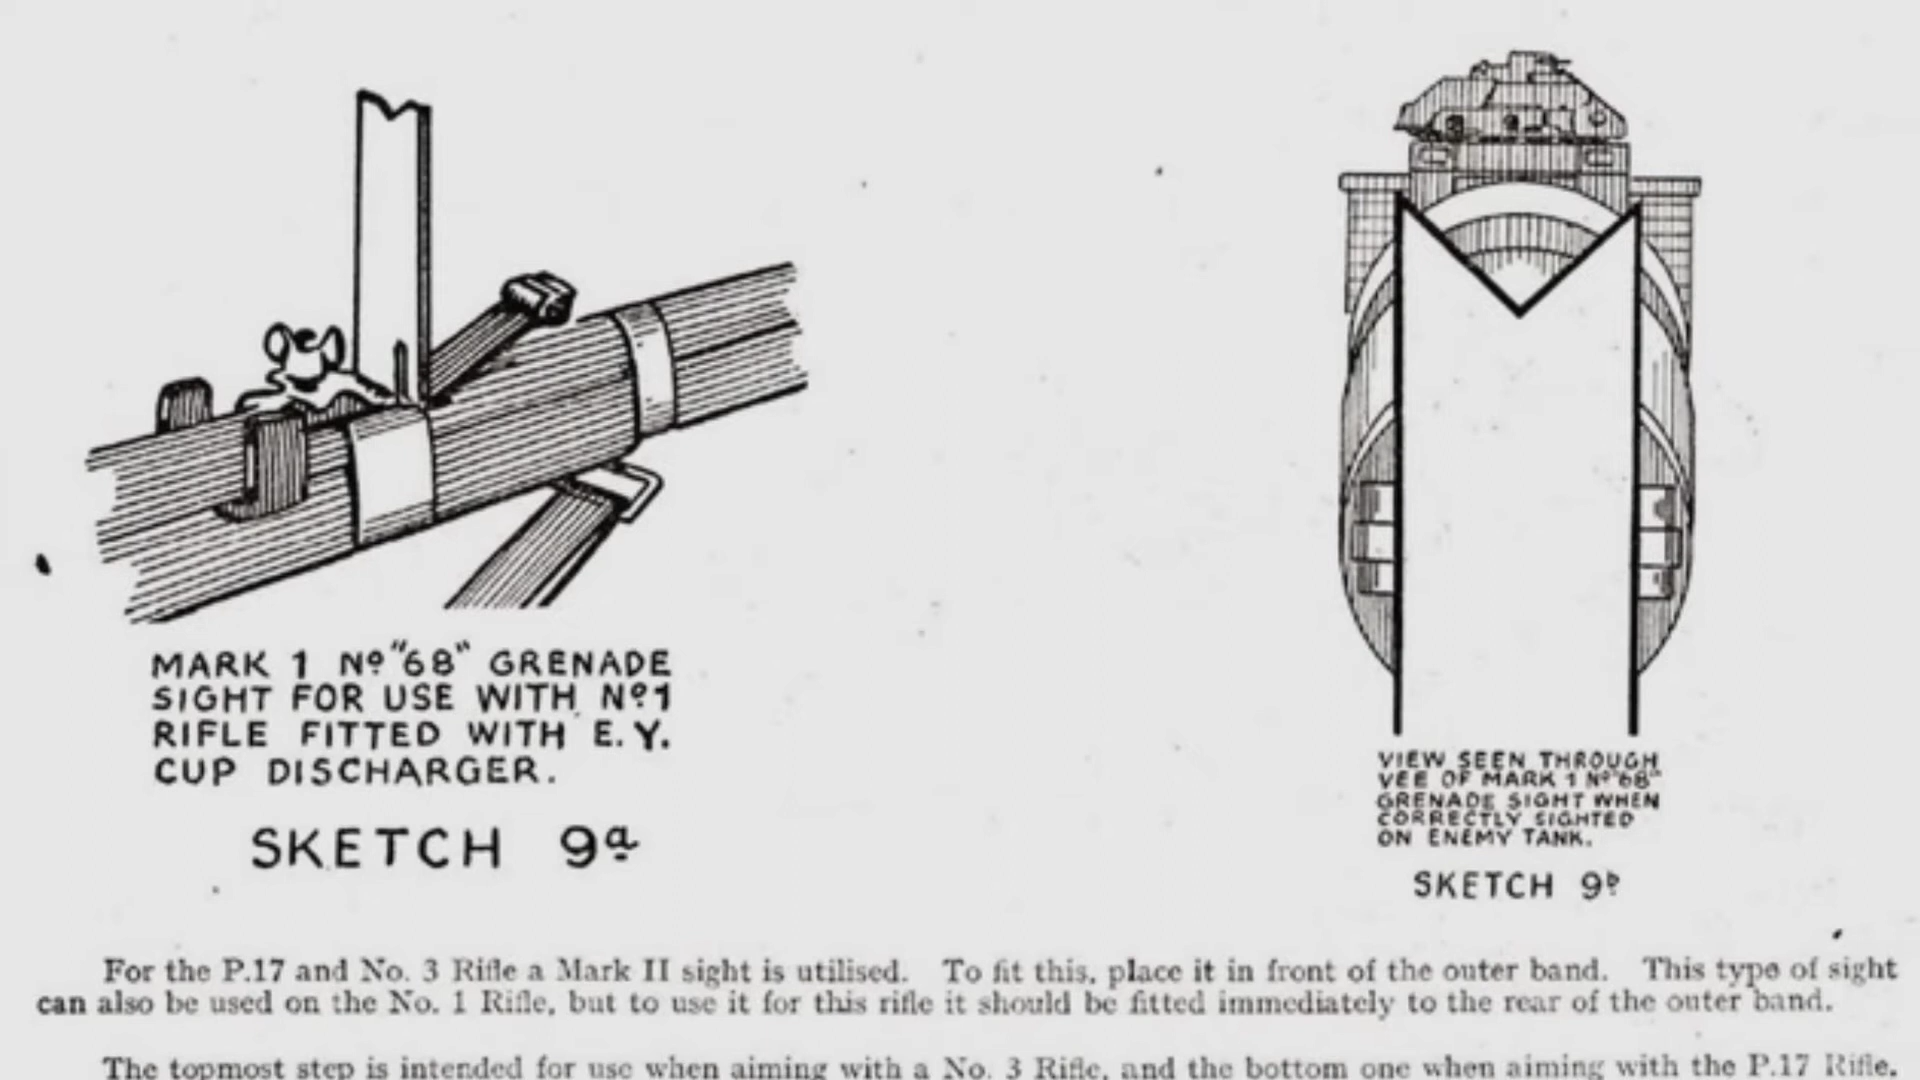 MARK 1 Nº "68" GRENADE
SIGHT FOR USE WITH Nº1
RIFLE FITTED WITH E.Y.
CUP DISCHARGER.
SKETCH 9a
VIEW SEEN THROUGH
VEE OF MARK 1 Nº "68"
GRENADE SIGHT WHEN
CORRECTLY SIGHTED
ON ENEMY TANK.
SKETCH 9b
For the P.17 and No. 3 Rifle a Mark II sight is utilised. To fit this, place it in front of the outer band. This type of sight
can also be used on the No. 1 Rifle, but to use it for this rifle it should be fitted immediately to the rear of the outer band.
The topmost step is intended for use when aiming with a No. 3 Rifle, and the bottom one when aiming with the P.17 Rifle.